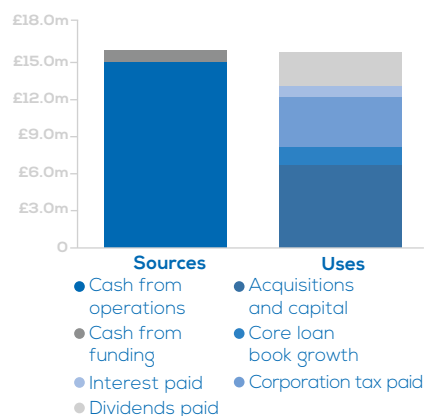 £18.0m
£15.0m
£12.0m
£9.0m
£6.0m
£3.0m
0
Sources
Uses
Cash from
operations
Acquisitions
and capital
Cash from
funding
Core loan
book growth
Interest paid
Corporation tax paid
Dividends paid